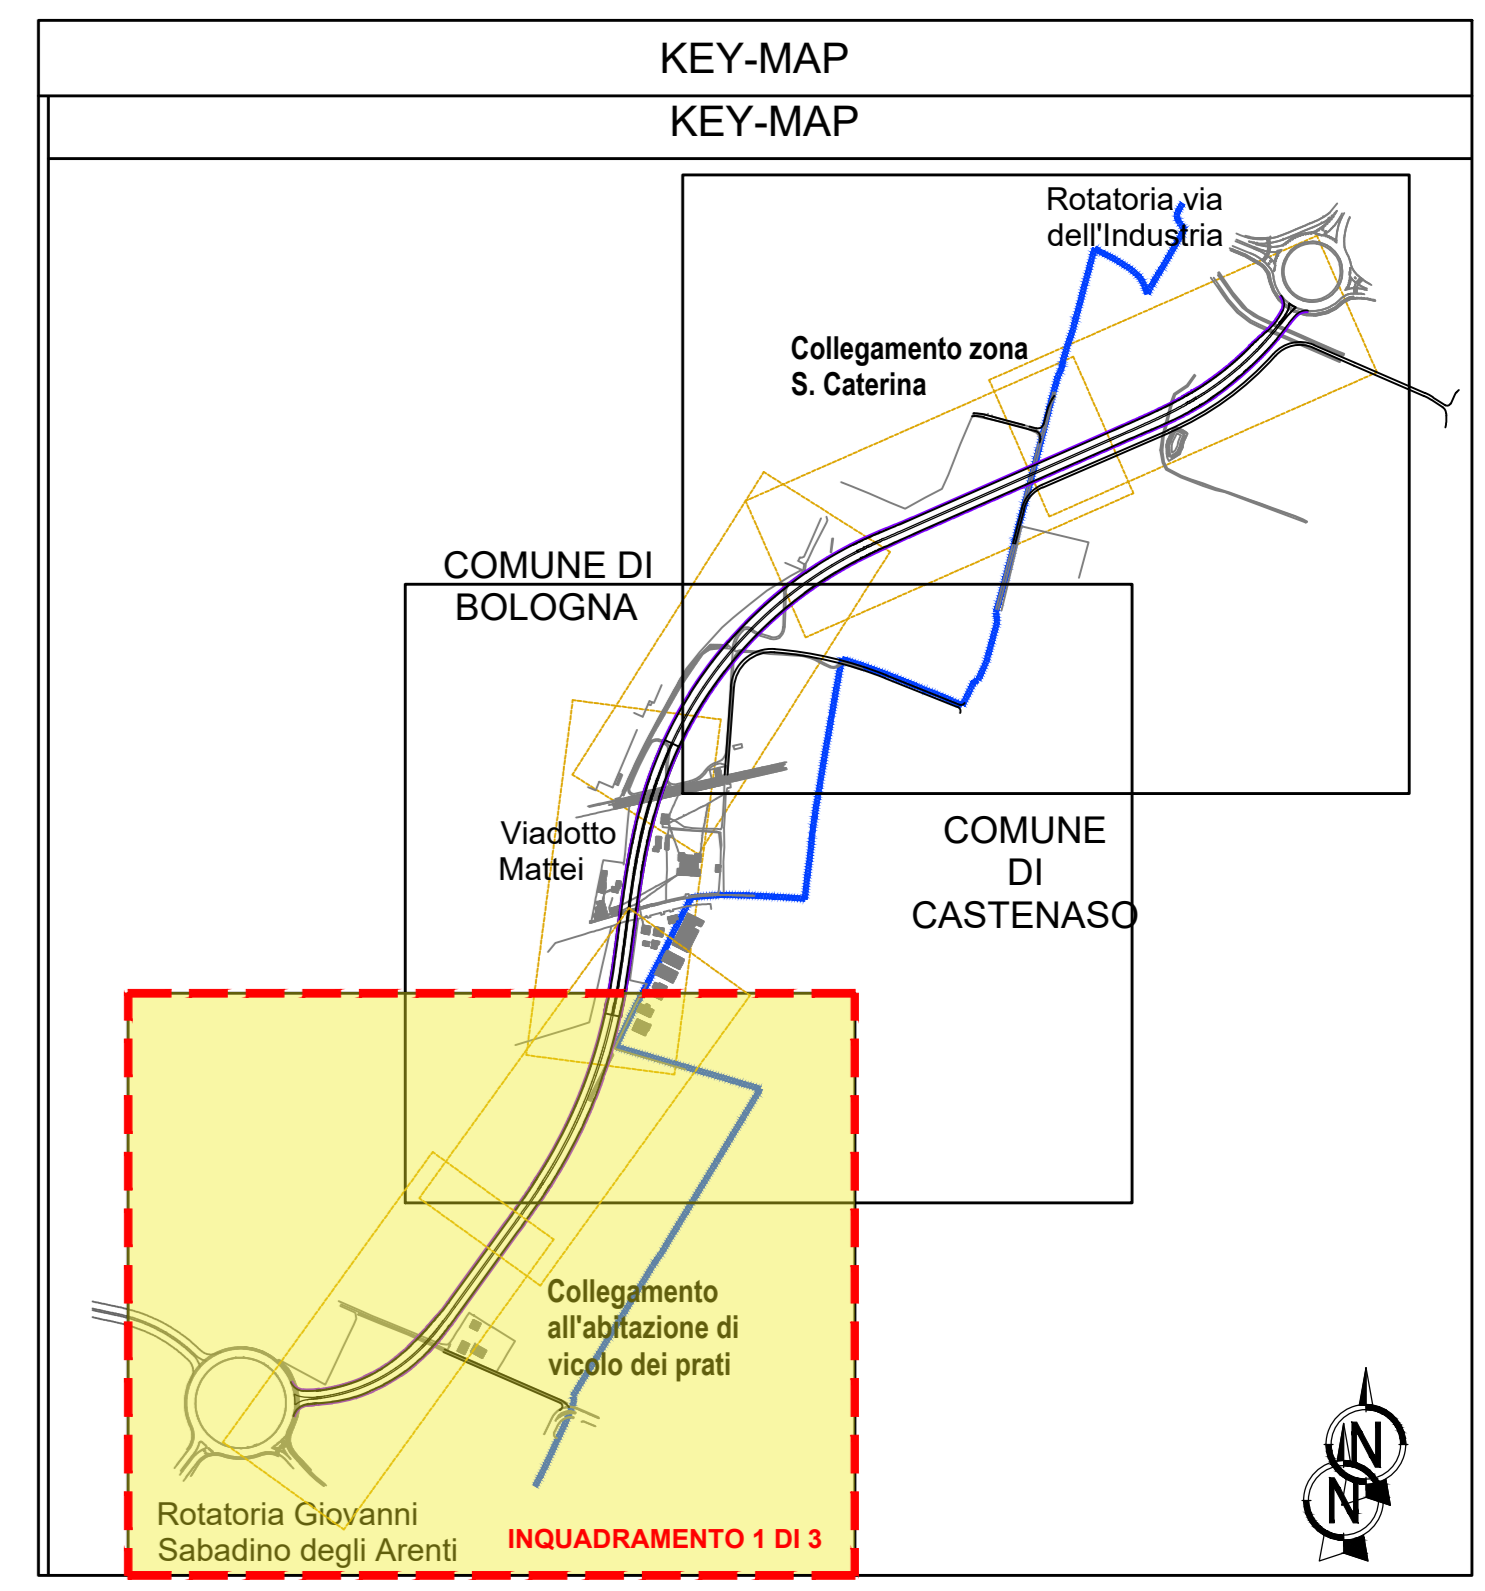 KEY-MAP
KEY-MAP
Rotatoria via
dell'Industria
Collegamento zona
S. Caterina
COMUNE DI
BOLOGNA
Viadotto
Mattei
COMUNE
DI
CASTENASO
Collegamento
all'abitazione di
vicolo dei prati
Rotatoria Giovanni
Sabadino degli Arenti
INQUADRAMENTO 1 DI 3
N
N